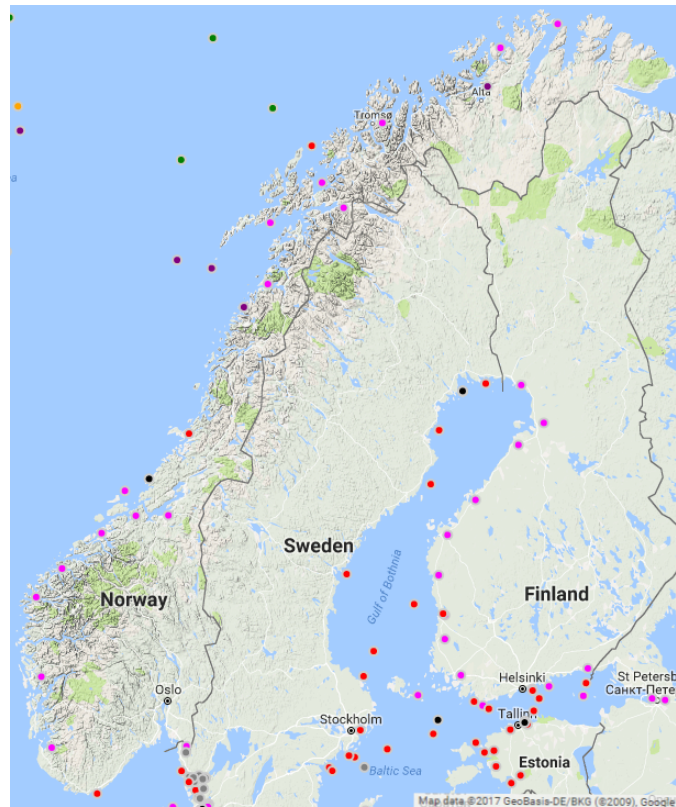 Alta
Tromsø
a
Sweden
Gulf of Bothnia
Norway
Finland
Helsinki
St Petersb
Санкт-Пете
Oslo
Stockholm
Tallinn
Estonia
Baltic Sea
Map data ©2017 GeoBasis-DE/BKG (©2009), Google